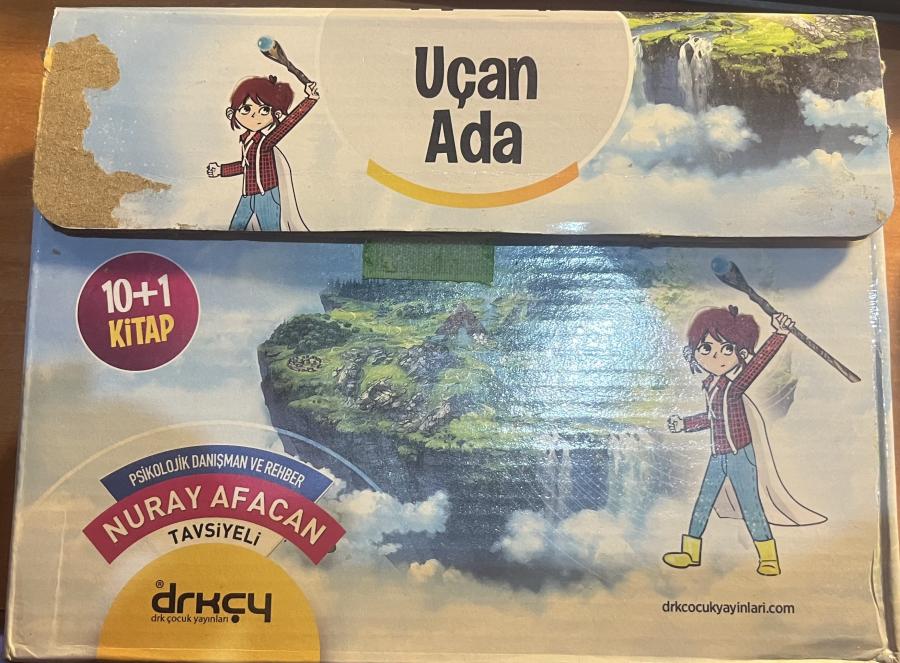 Uçan
Ada
10+1
KİTAP
PSİKOLOJİK DANIŞMAN VE REHBER
NURAY AFACAN
TAVSİYELİ
®
drkçy
drk çocuk yayınları
drkcocukyayinlari.com